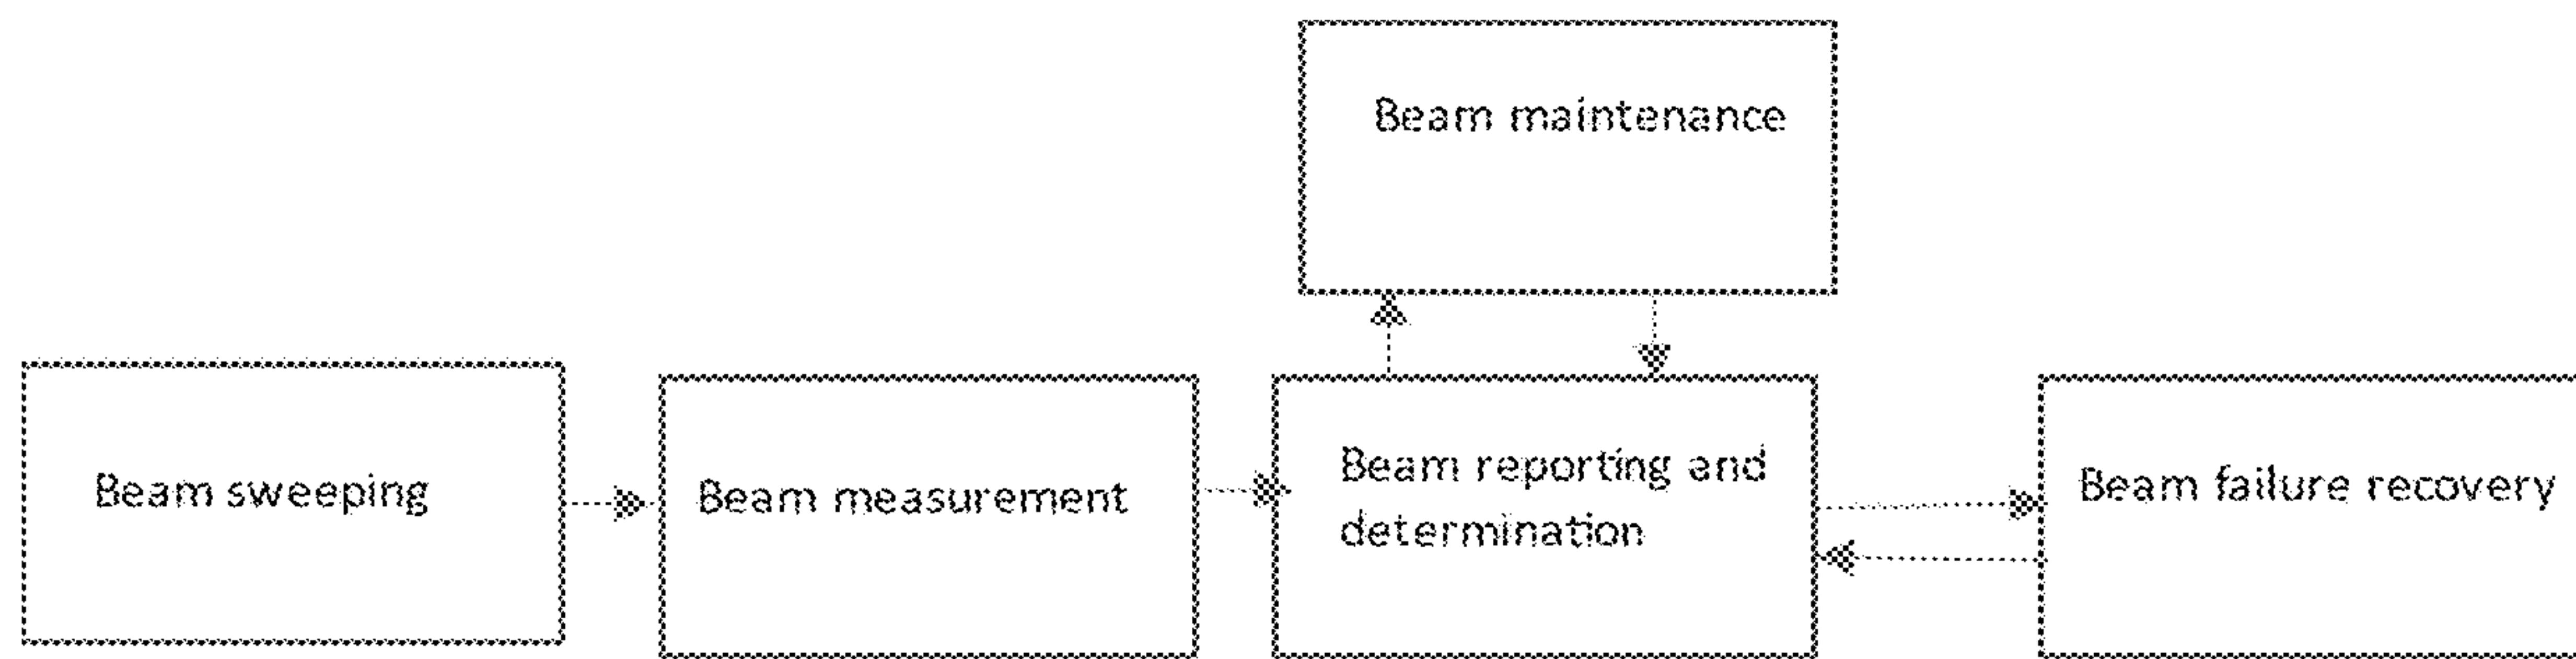 Beam maintenance
Beam sweeping
Beam measurement
Beam reporting and
determination
Beam failure recovery